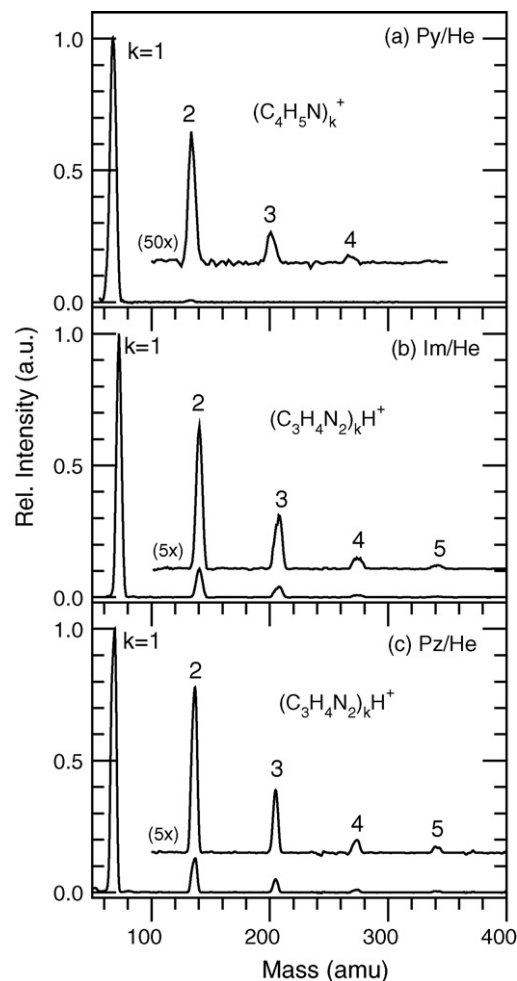 1.0
k=1
(a) Py/He
2
(C4H5N)k+
0.5
3
(50x)
4
0.0
1.0
k=1
(b) Im/He
2
(C3H4N2)kH+
0.5
3
(5x)
4
5
0.0
1.0
k=1
(c) Pz/He
2
(C3H4N2)kH+
0.5
3
(5x)
4
5
0.0
100
200
300
400
Mass (amu)
Rel. Intensity (a.u.)